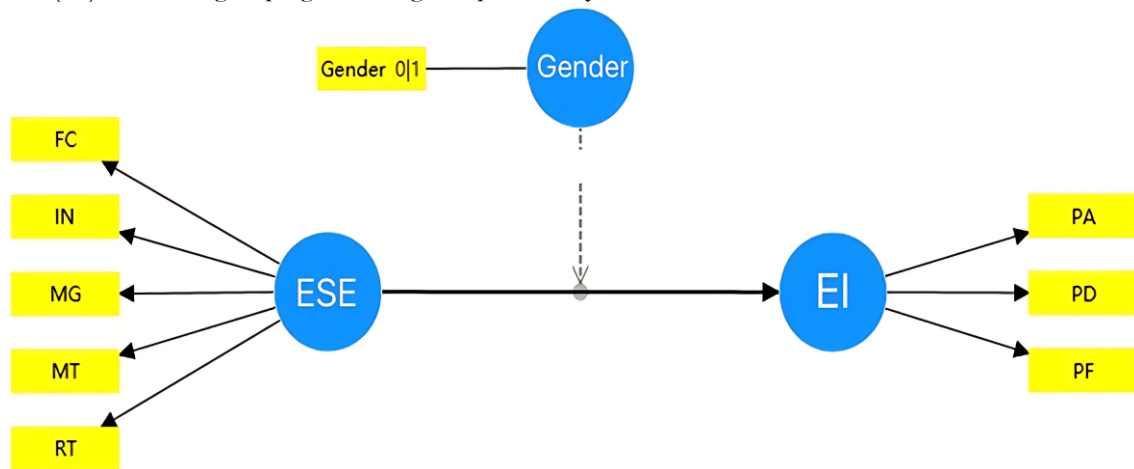 Gender 0|1
Gender
FC
IN
MG
MT
RT
ESE
EI
PA
PD
PF